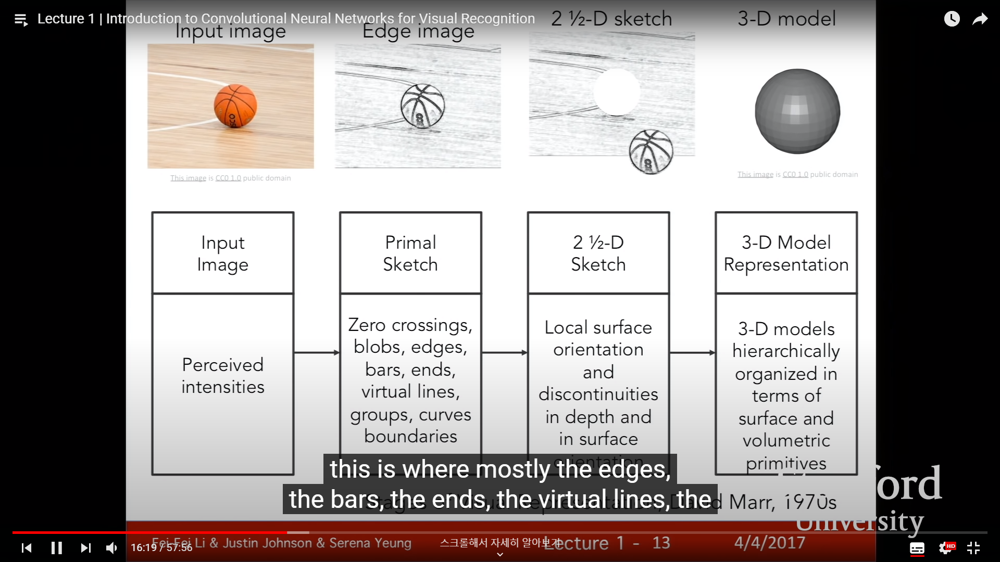 Lecture 1 | Introduction to Convolutional Neural Networks for Visual Recognition
Input image
Edge image
2 ½-D sketch
3-D model
This image is CC0 1.0 public domain
This image is CC0 1.0 public domain
Input
Image
Perceived
intensities
Primal
Sketch
Zero crossings,
blobs, edges,
bars, ends,
virtual lines,
groups, curves
boundaries
2 ½-D
Sketch
Local surface
orientation
and
discontinuities
in depth and
in surface
orientation
3-D Model
Representation
3-D models
hierarchically
organized in
terms of
surface and
volumetric
primitives
this is where mostly the edges,
the bars, the ends, the virtual lines, the
Stages of Visual Representation, David Marr, 1970s
University
Fei-Fei Li & Justin Johnson & Serena Yeung
Lecture 1 - 13
4/4/2017
16:19 / 57:56
스크롤해서 자세히 알아보기
HD